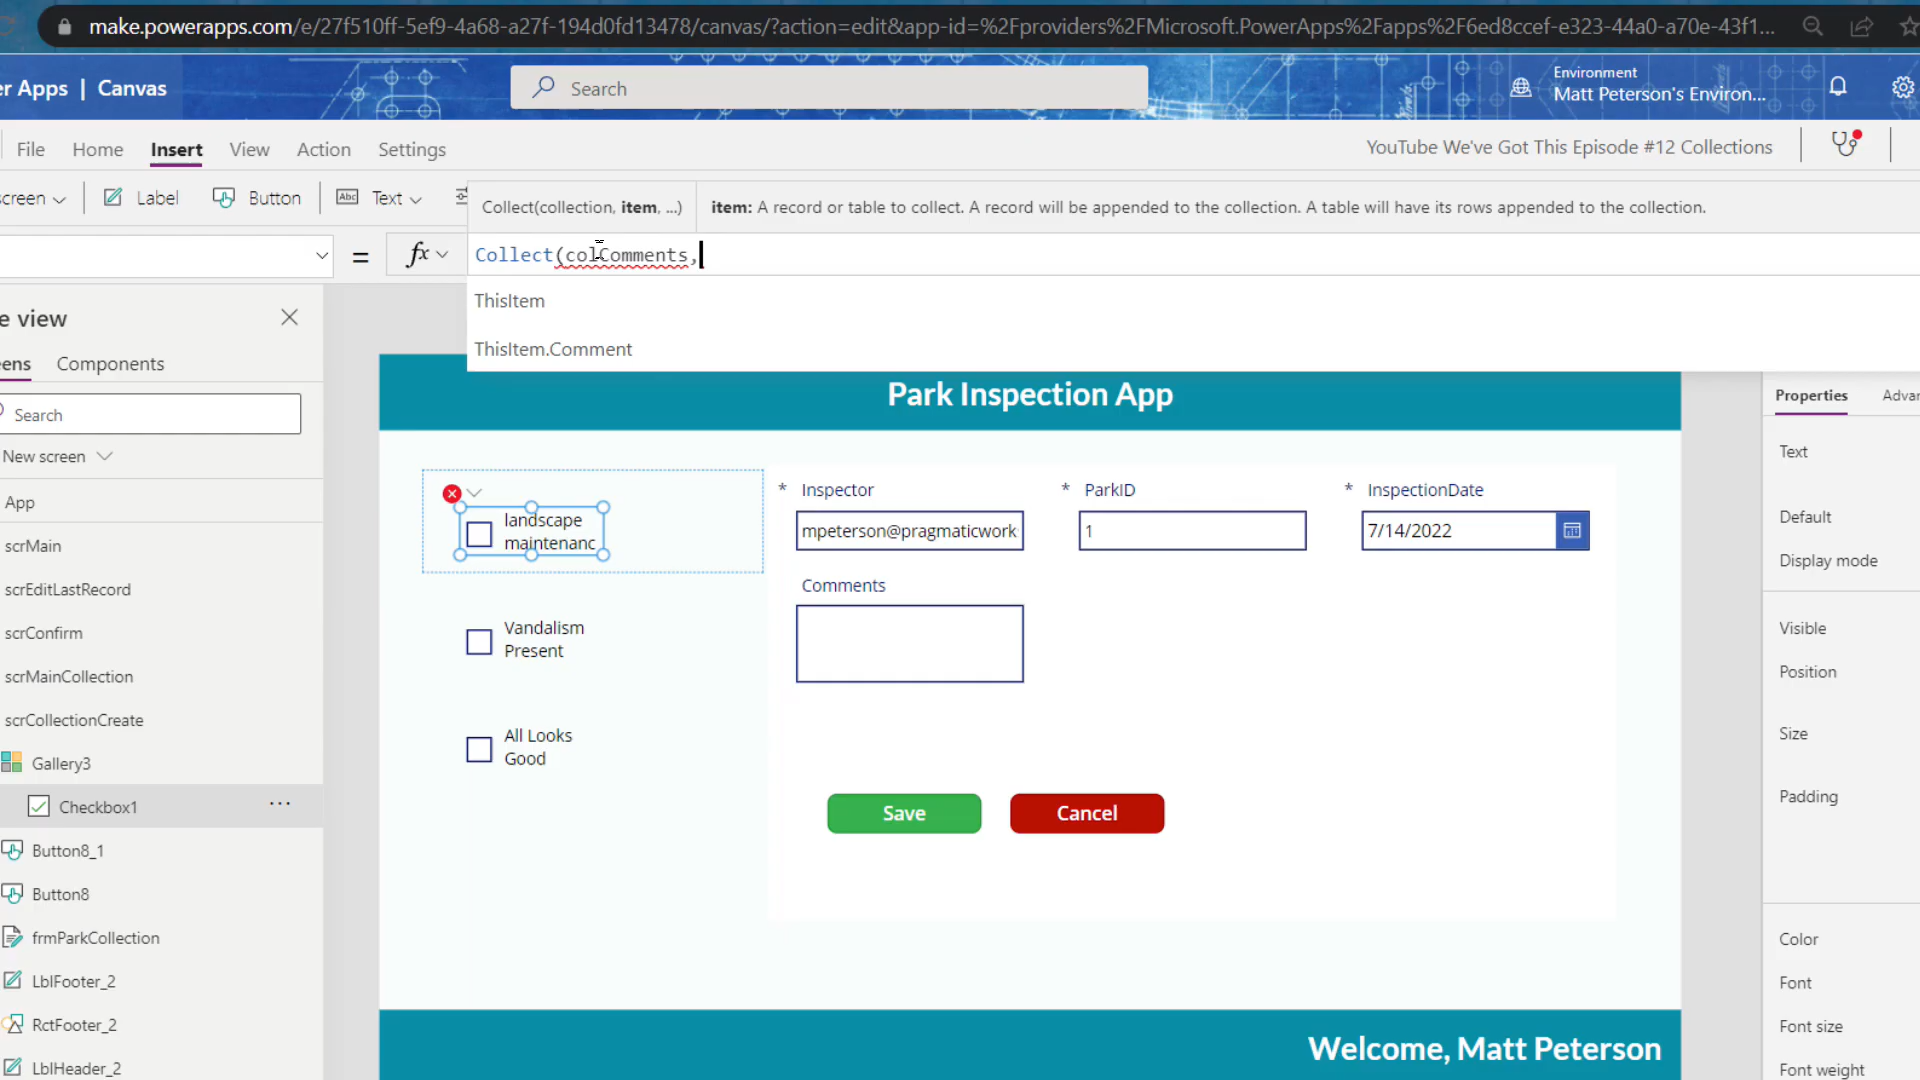 make.powerapps.com/e/27f510ff-5ef9-4a68-a27f-194d0fd13478/canvas/?action=edit&app-id=%2Fproviders%2FMicrosoft.PowerApps%2Fapps%2F6ed8ccef-e323-44a0-a70e-43f1...
er Apps | Canvas
Search
Environment
Matt Peterson's Environ...
File Home Insert View Action Settings
YouTube We've Got This Episode #12 Collections
creen Label Button Abc Text
Collect(collection, item, ...)
item: A record or table to collect. A record will be appended to the collection. A table will have its rows appended to the collection.
= fx Collect(colComments,
ThisItem
ThisItem.Comment
e view
eens Components
Search
New screen
App
scrMain
scrEditLastRecord
scrConfirm
scrMainCollection
scrCollectionCreate
Gallery3
Checkbox1 ...
Button8_1
Button8
frmParkCollection
LblFooter_2
RctFooter_2
LblHeader_2
Park Inspection App
landscape
maintenanc
Vandalism
Present
All Looks
Good
* Inspector
mpeterson@pragmaticwork
* ParkID
1
* InspectionDate
7/14/2022
Comments
Save
Cancel
Welcome, Matt Peterson
Properties Advar
Text
Default
Display mode
Visible
Position
Size
Padding
Color
Font
Font size
Font weight